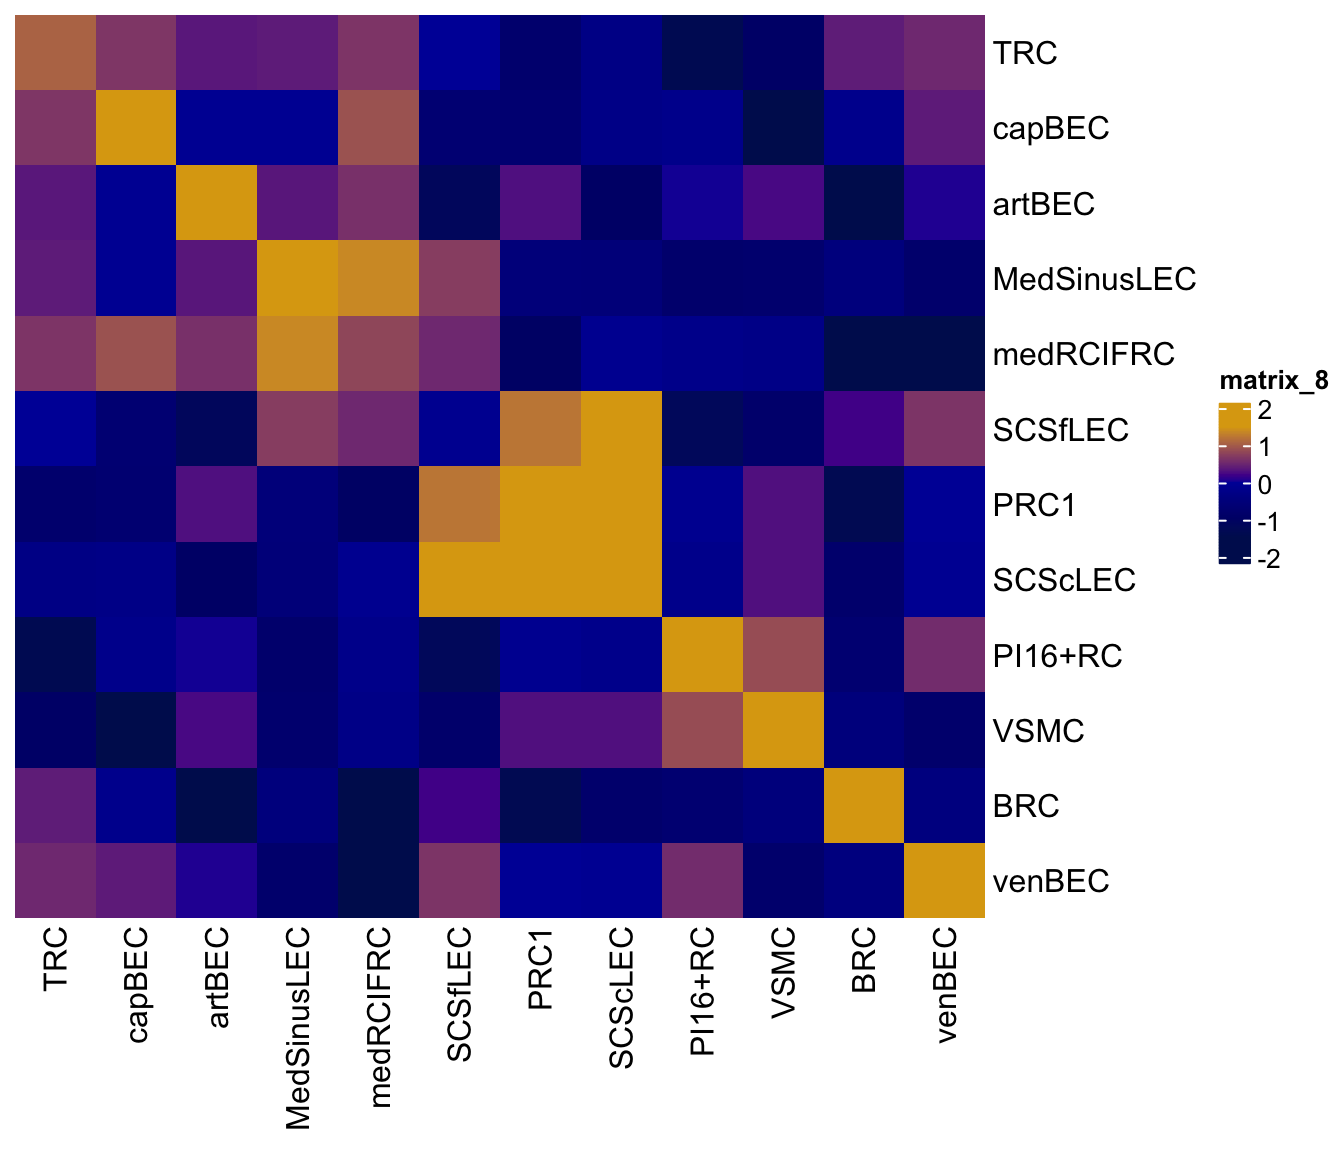 TRC
capBEC
artBEC
MedSinusLEC
medRCIFRC
SCSfLEC
PRC1
SCScLEC
PI16+RC
VSMC
BRC
venBEC
matrix_8
2
1
0
-1
-2
TRC
capBEC
artBEC
MedSinusLEC
medRCIFRC
SCSfLEC
PRC1
SCScLEC
PI16+RC
VSMC
BRC
venBEC